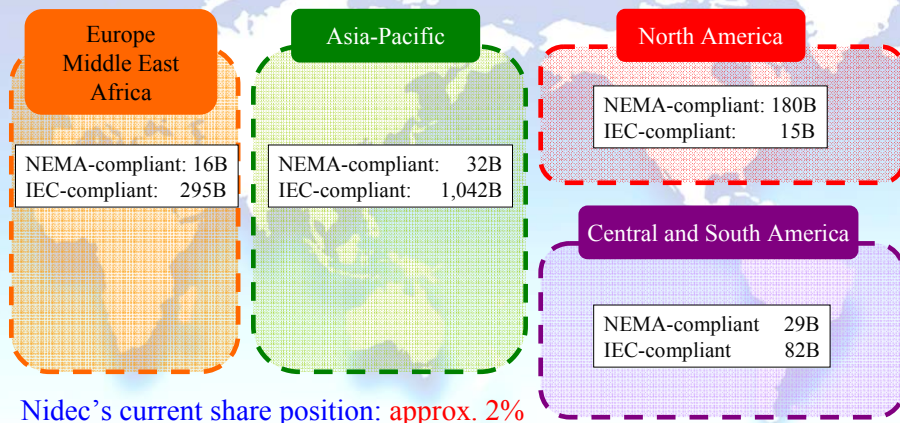 Europe
Middle East
Africa
NEMA-compliant: 16B
IEC-compliant: 295B
Asia-Pacific
NEMA-compliant: 32B
IEC-compliant: 1,042B
North America
NEMA-compliant: 180B
IEC-compliant: 15B
Central and South America
NEMA-compliant 29B
IEC-compliant 82B
Nidec’s current share position: approx. 2%